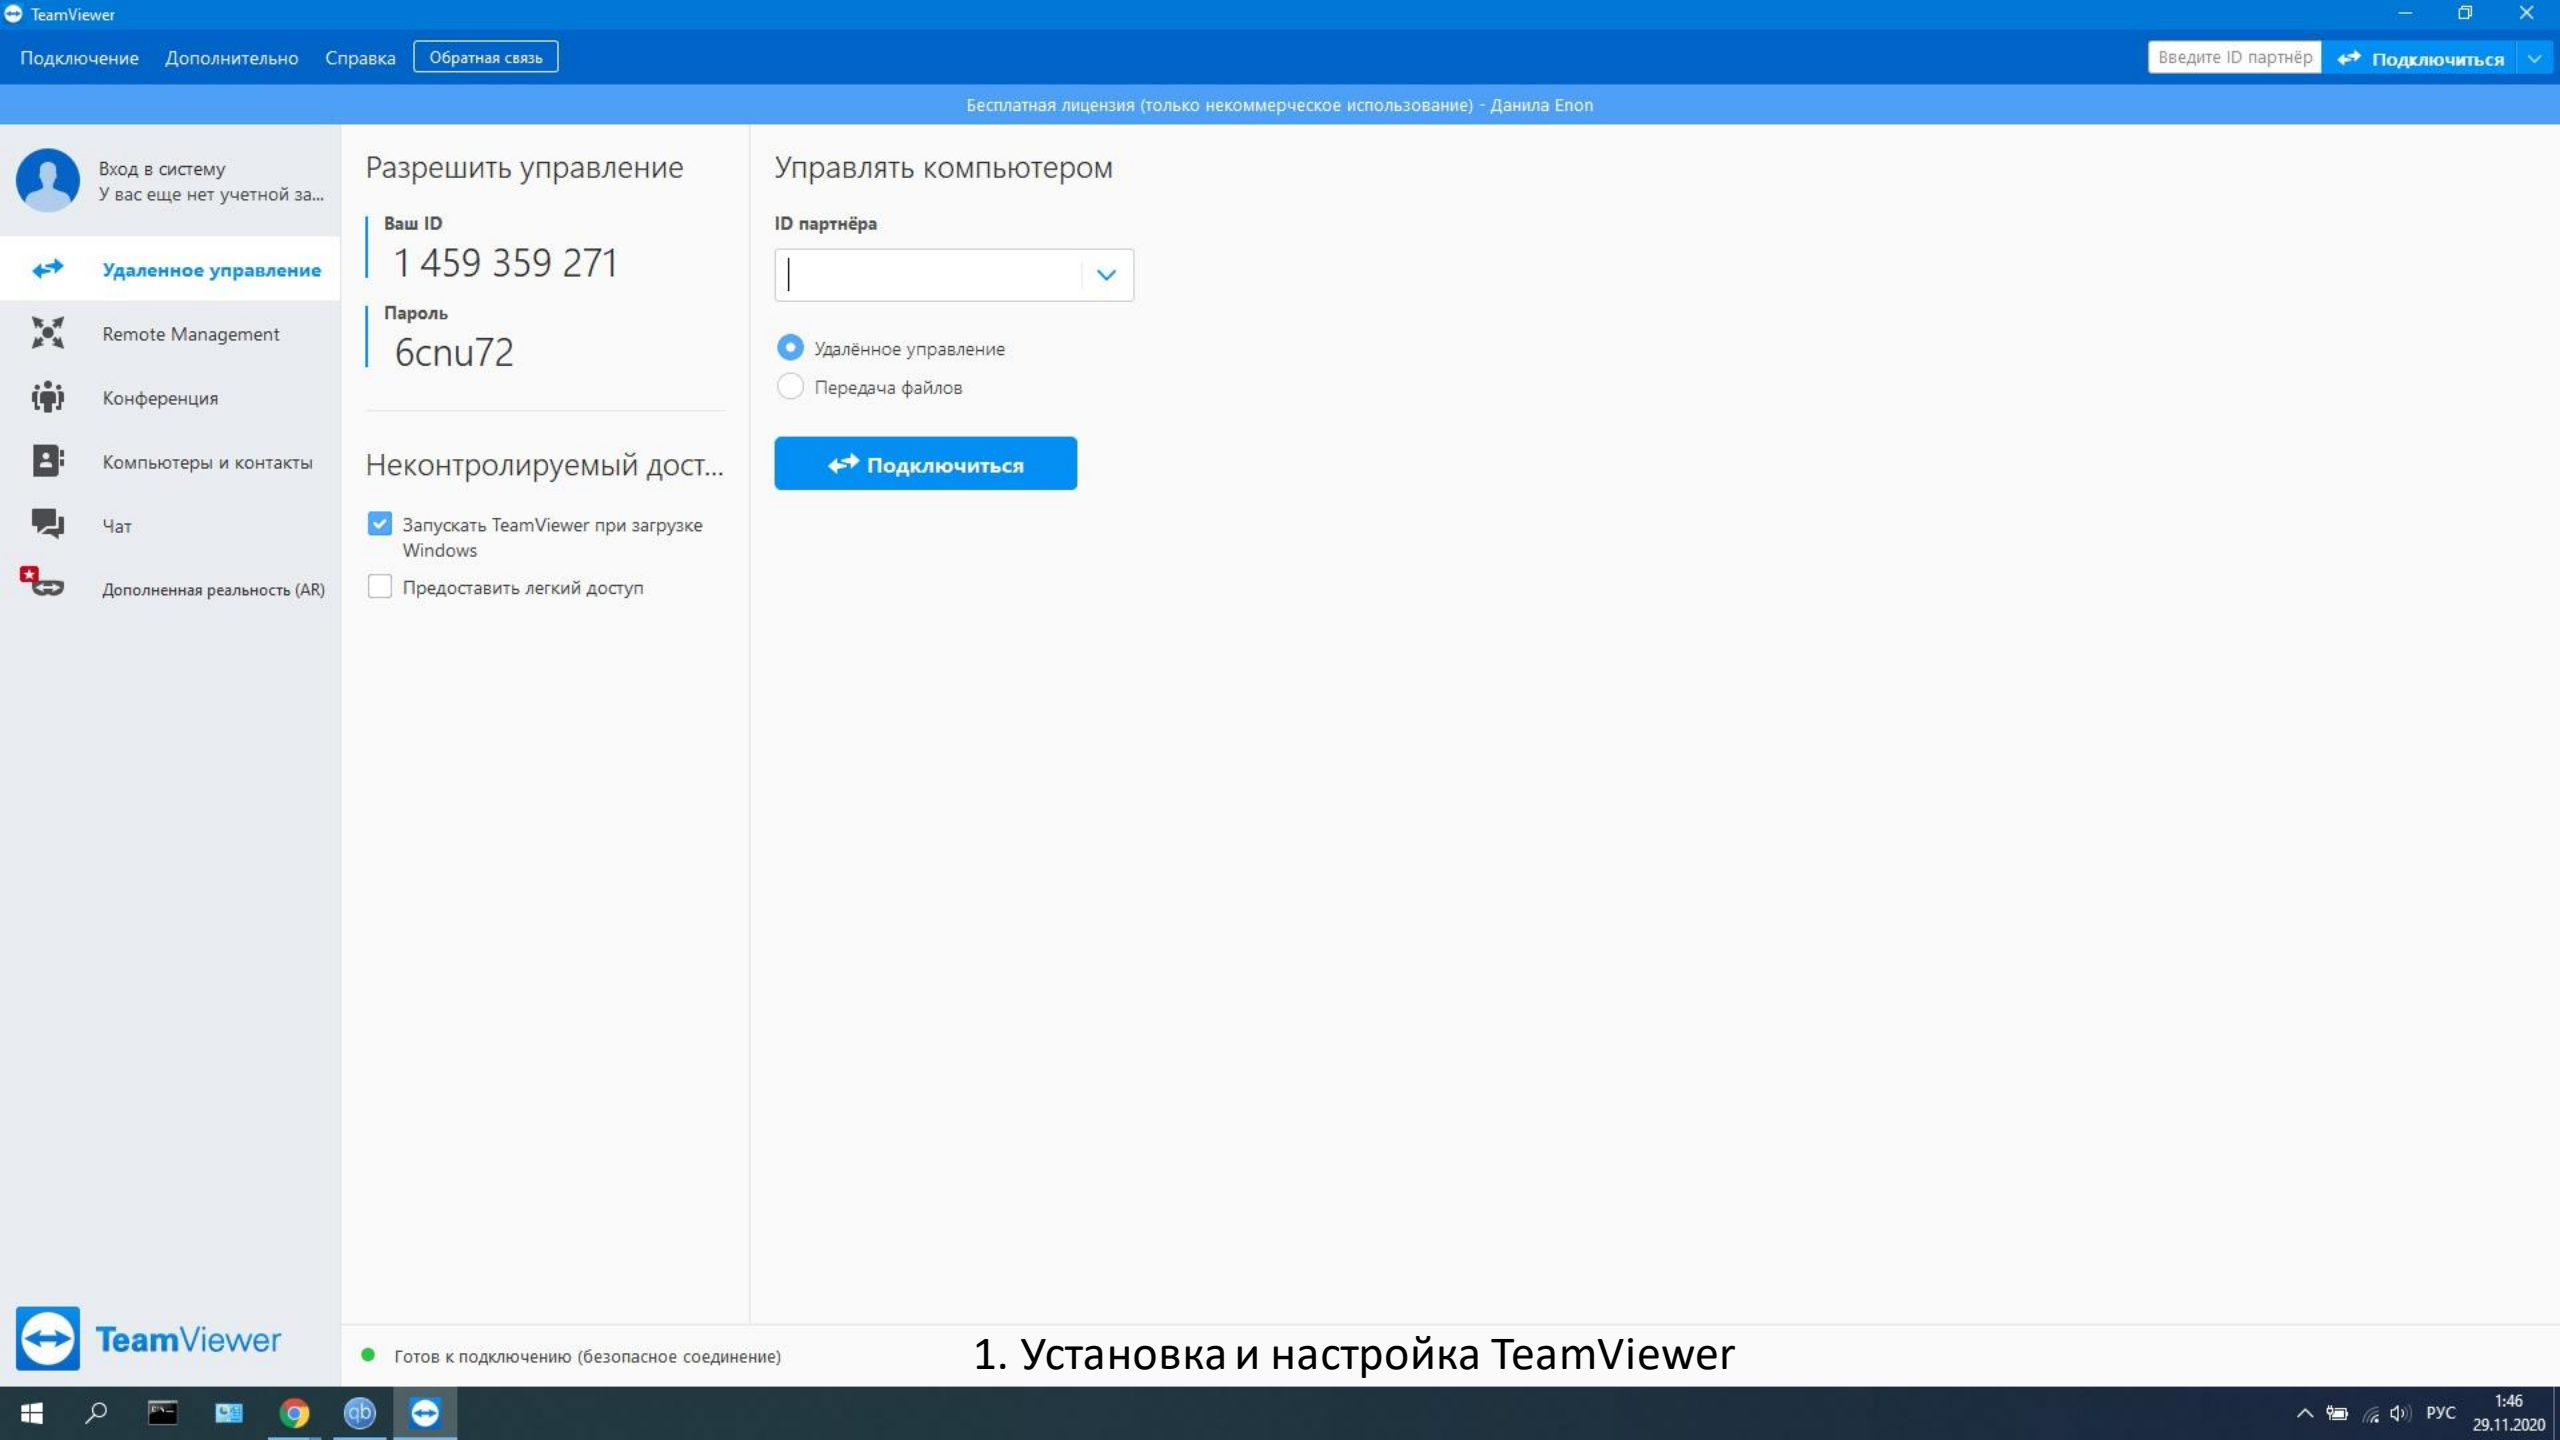 TeamViewer
Подключение Дополнительно Справка Обратная связь
Введите ID партнёр Подключиться
Бесплатная лицензия (только некоммерческое использование) - Данила Enon
Вход в систему
У вас еще нет учетной за...
Удаленное управление
Remote Management
Конференция
Компьютеры и контакты
Чат
Дополненная реальность (AR)
TeamViewer
Разрешить управление
Ваш ID
1 459 359 271
Пароль
6cnu72
Неконтролируемый дост...
Запускать TeamViewer при загрузке
Windows
Предоставить легкий доступ
Управлять компьютером
ID партнёра
Удалённое управление
Передача файлов
Подключиться
Готов к подключению (безопасное соединение)
1. Установка и настройка TeamViewer
qb
РУС
1:46
29.11.2020